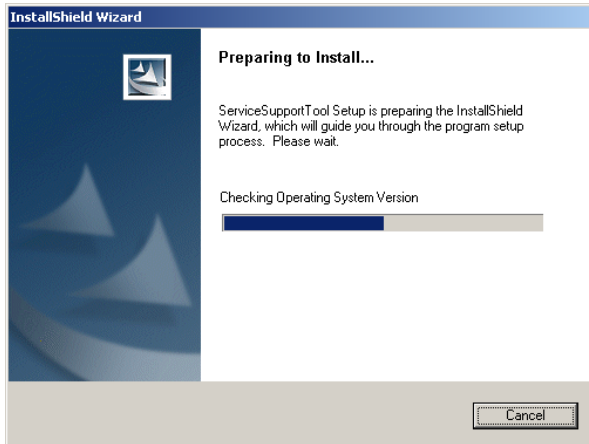 InstallShield Wizard
Preparing to Install...
ServiceSupportTool Setup is preparing the InstallShield
Wizard, which will guide you through the program setup
process. Please wait.
Checking Operating System Version
Cancel